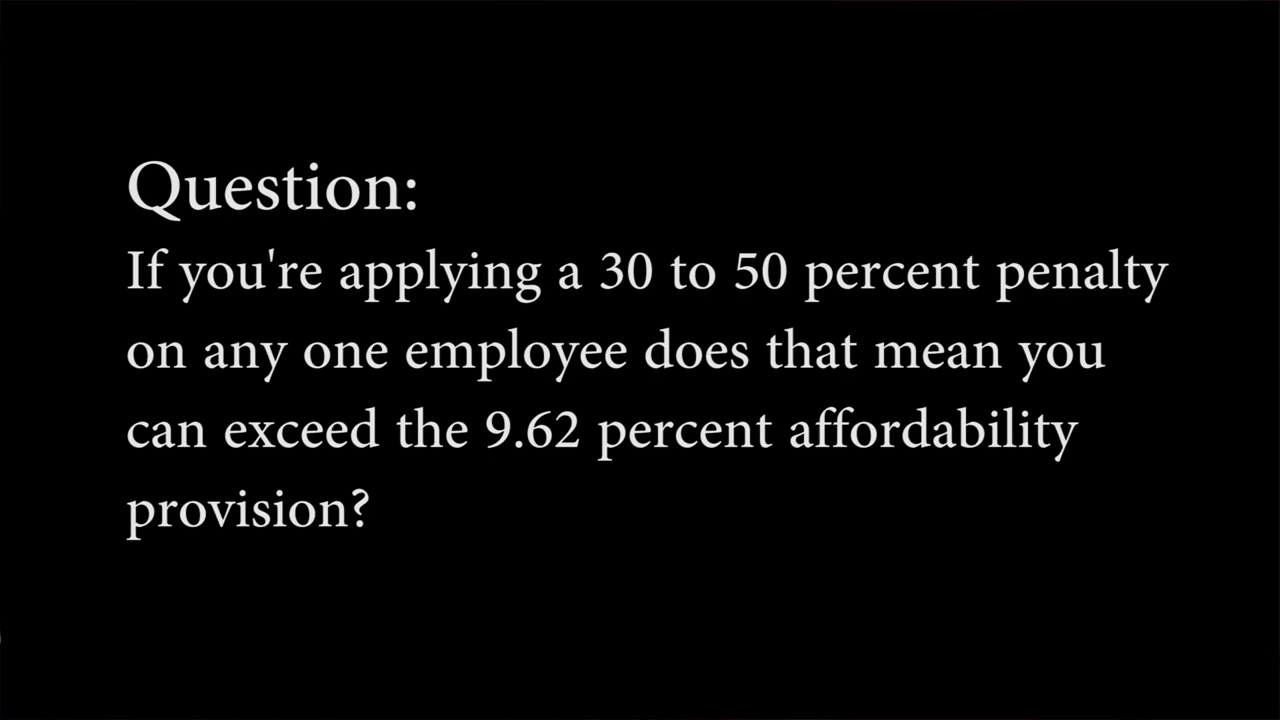 Question:
If you're applying a 30 to 50 percent penalty
on any one employee does that mean you
can exceed the 9.62 percent affordability
provision?